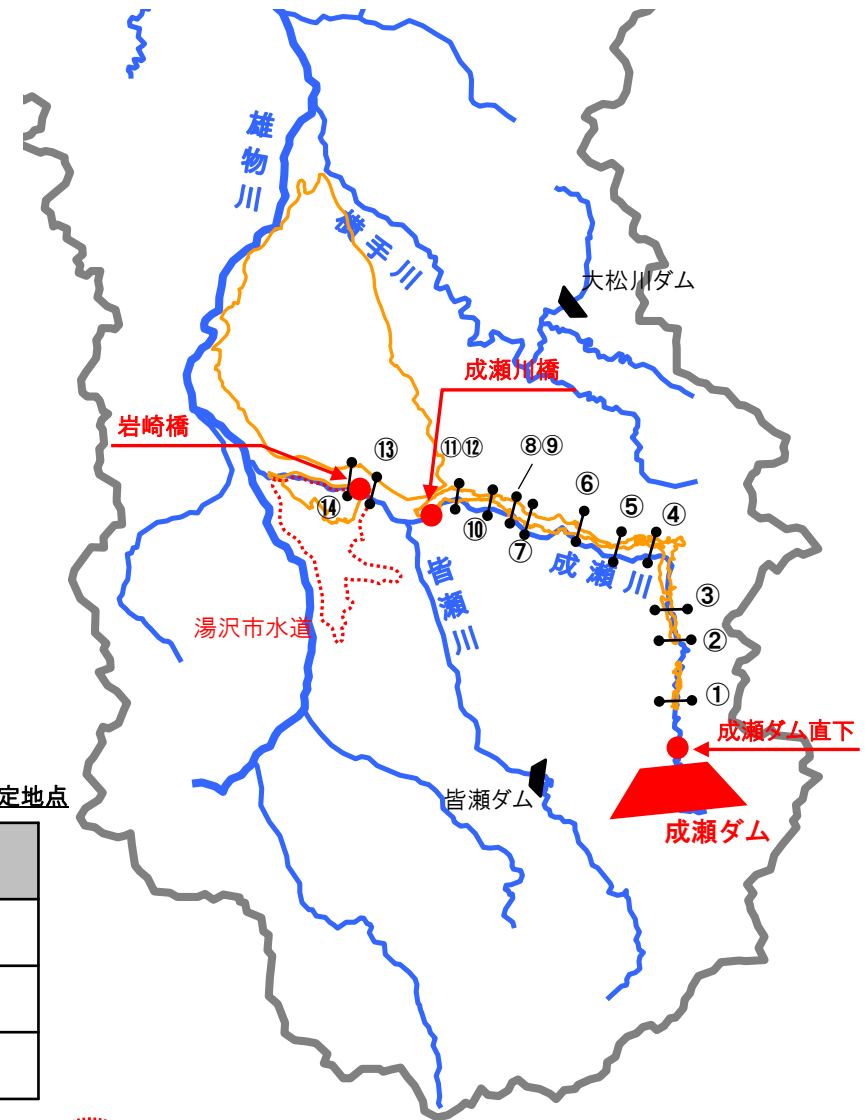 雄物川
横手川
大松川ダム
成瀬川橋
岩崎橋
⑬
⑪⑫
⑧⑨
⑥
⑤
④
⑭
⑩
⑦
成瀬川
皆瀬川
③
湯沢市水道
②
①
成瀬ダム直下
定地点
皆瀬ダム
成瀬ダム